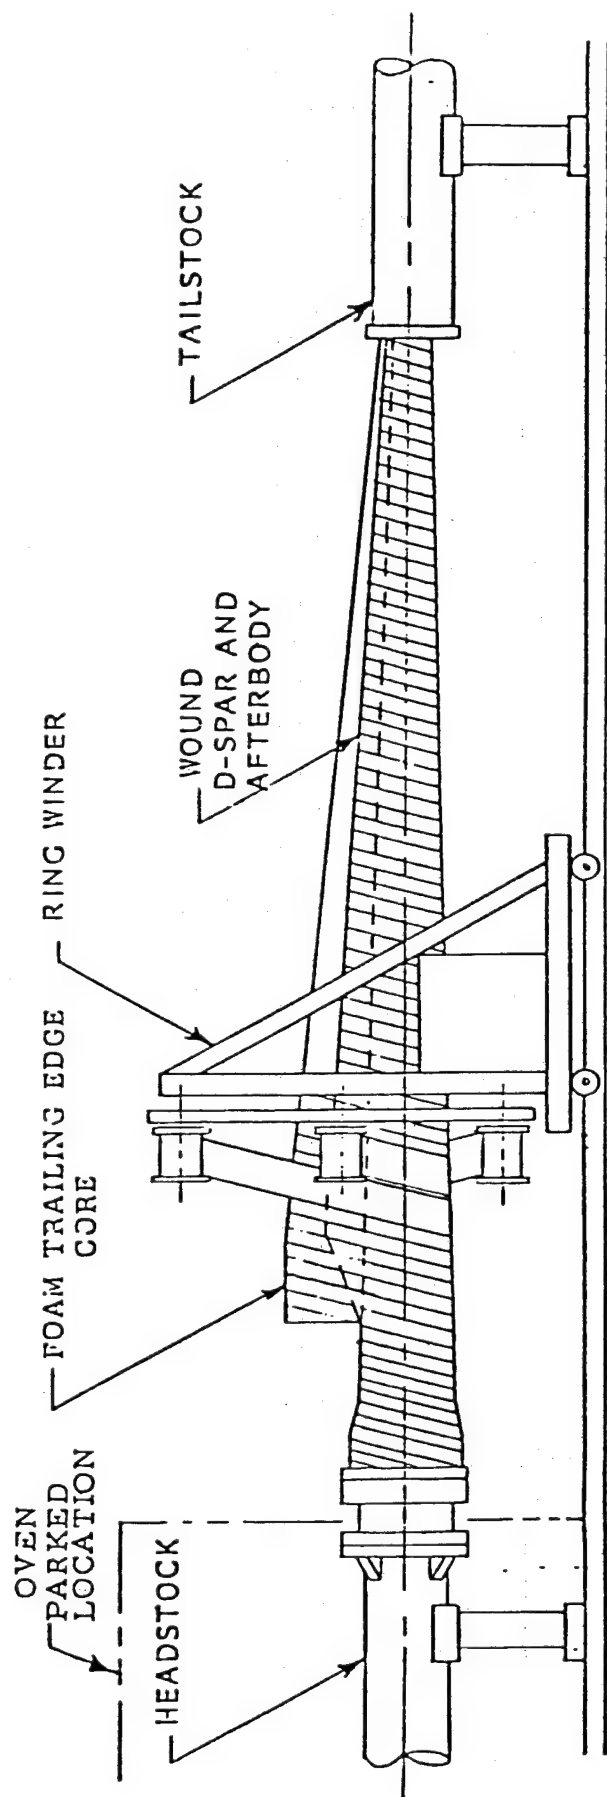 OVEN
PARKED
LOCATION
HEADSTOCK
FOAM TRAILING EDGE
CORE
RING WINDER
WOUND
D-SPAR AND
AFTERBODY
TAILSTOCK